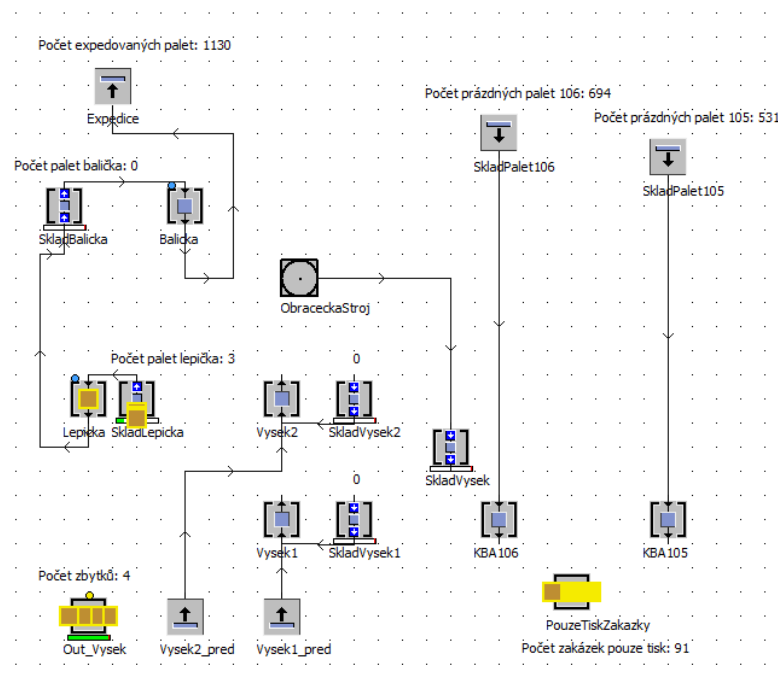 Počet expedovaných palet: 1130
Expedice
Počet prázdných palet 106: 694
SkladPalet106
Počet prázdných palet 105: 531
SkladPalet105
Počet palet balička: 0
SkladBalicka
Balicka
ObraceckaStroj
Počet palet lepička: 3
0
Lepicka
SkladLepicka
Vysek2
SkladVysek2
SkladVysek
0
Vysek1
SkladVysek1
KBA106
KBA105
Počet zbytků: 4
Out_Vysek
Vysek2_pred
Vysek1_pred
PouzeTiskZakazky
Počet zakázek pouze tisk: 91